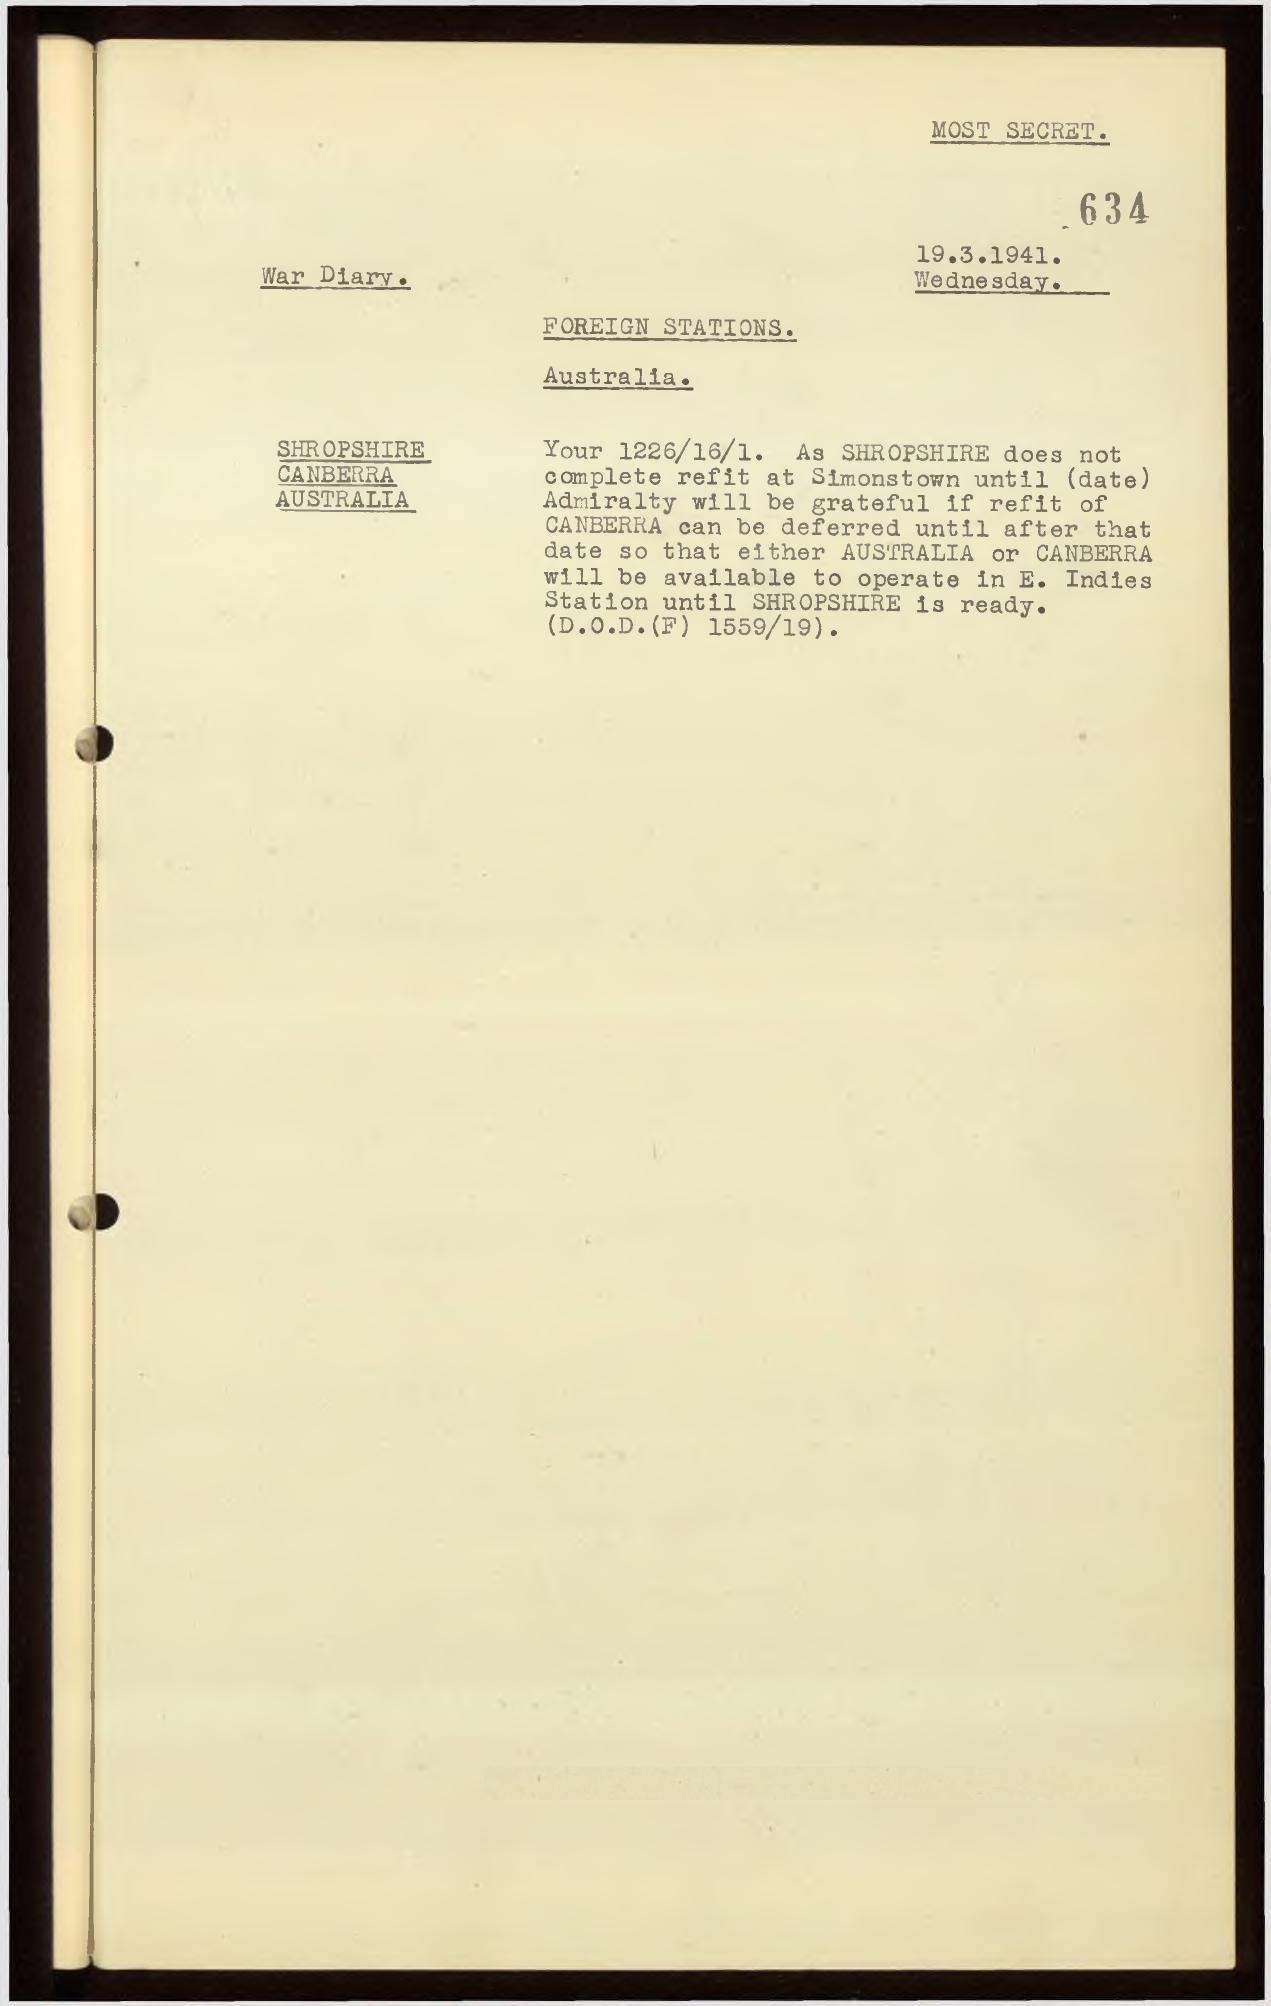 MOST SECRET.
634
19.3.1941.
War Diary.
Wednesday.
FOREIGN STATIONS.
Australia.
SHROPSHIRE
CANBERRA
AUSTRALIA
Your 1226/16/1. As SHROPSHIRE does not
complete refit at Simonstown until (date)
Admiralty will be grateful if refit of
CANBERRA can be deferred until after that
date so that either AUSTRALIA or CANBERRA
will be available to operate in E. Indies
Station until SHROPSHIRE is ready.
(D.O.D.(F) 1559/19).